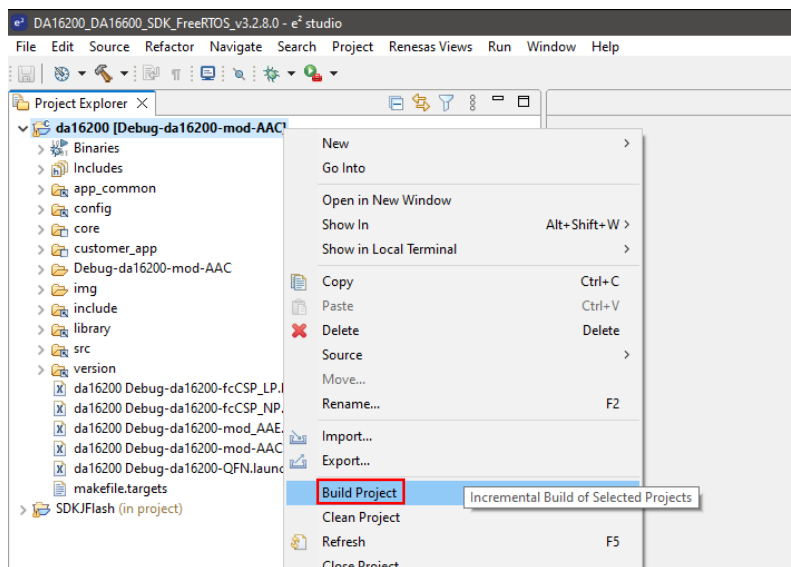 DA16200_DA16600_SDK_FreeRTOS_v3.2.8.0 - e² studio
File Edit Source Refactor Navigate Search Project Renesas Views Run Window Help
Project Explorer
da16200 [Debug-da16200-mod-AAC]
Binaries
Includes
app_common
config
core
customer_app
Debug-da16200-mod-AAC
img
include
library
src
version
da16200 Debug-da16200-fcCSP_LP.
da16200 Debug-da16200-fcCSP_NP.
da16200 Debug-da16200-mod_AAE.
da16200 Debug-da16200-mod-AAC
da16200 Debug-da16200-QFN.launc
makefile.targets
SDKJFlash (in project)
New
Go Into
Open in New Window
Show In Alt+Shift+W
Show in Local Terminal
Copy Ctrl+C
Paste Ctrl+V
Delete Delete
Source
Move...
Rename... F2
Import...
Export...
Build Project
Incremental Build of Selected Projects
Clean Project
Refresh F5
Close Project